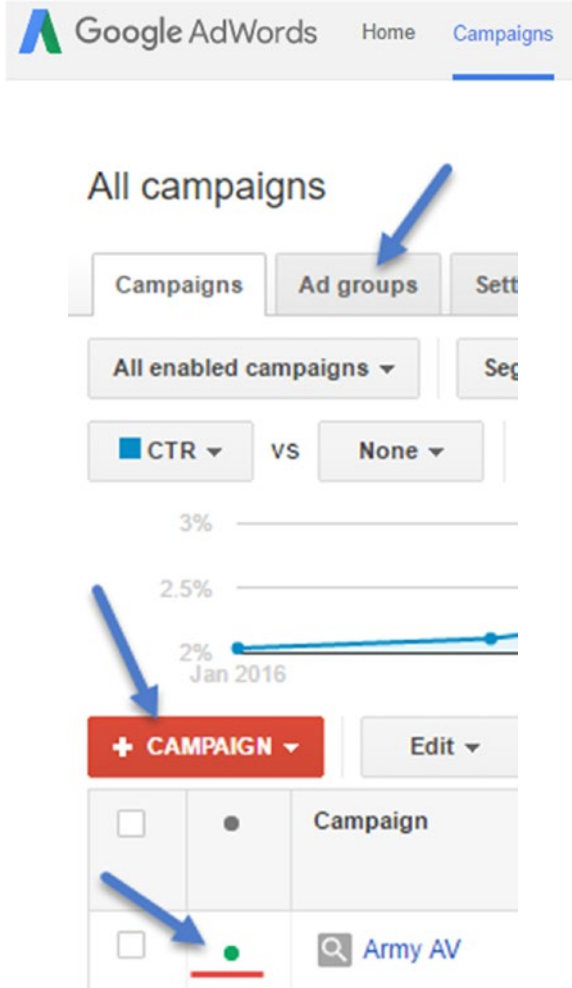 Google AdWords Home Campaigns
All campaigns
Campaigns Ad groups Sett
All enabled campaigns Seg
CTR vs None
3%
2.5%
2%
Jan 2016
+ CAMPAIGN Edit
Campaign
Army AV